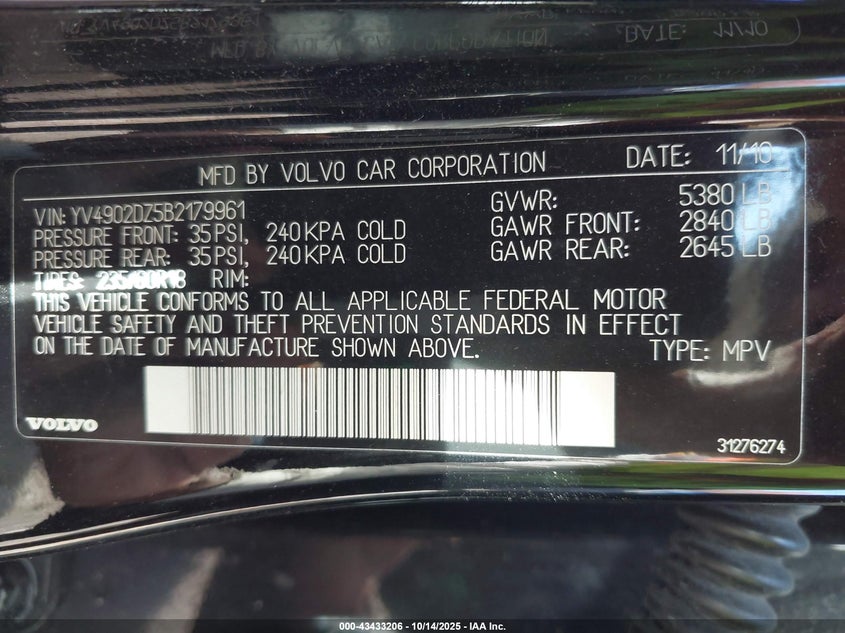 MFD BY VOLVO CAR CORPORATION DATE: 11/10
VIN: YV4902DZ5B2179961 GVWR: 5380 LB
PRESSURE FRONT: 35 PSI, 240 KPA COLD GAWR FRONT: 2840 LB
PRESSURE REAR: 35 PSI, 240 KPA COLD GAWR REAR: 2645 LB
TIRES: 235/60R18 RIM:
THIS VEHICLE CONFORMS TO ALL APPLICABLE FEDERAL MOTOR
VEHICLE SAFETY AND THEFT PREVENTION STANDARDS IN EFFECT
ON THE DATE OF MANUFACTURE SHOWN ABOVE. TYPE: MPV
VOLVO
31276274
000-43433206 - 10/14/2025 - IAA Inc.